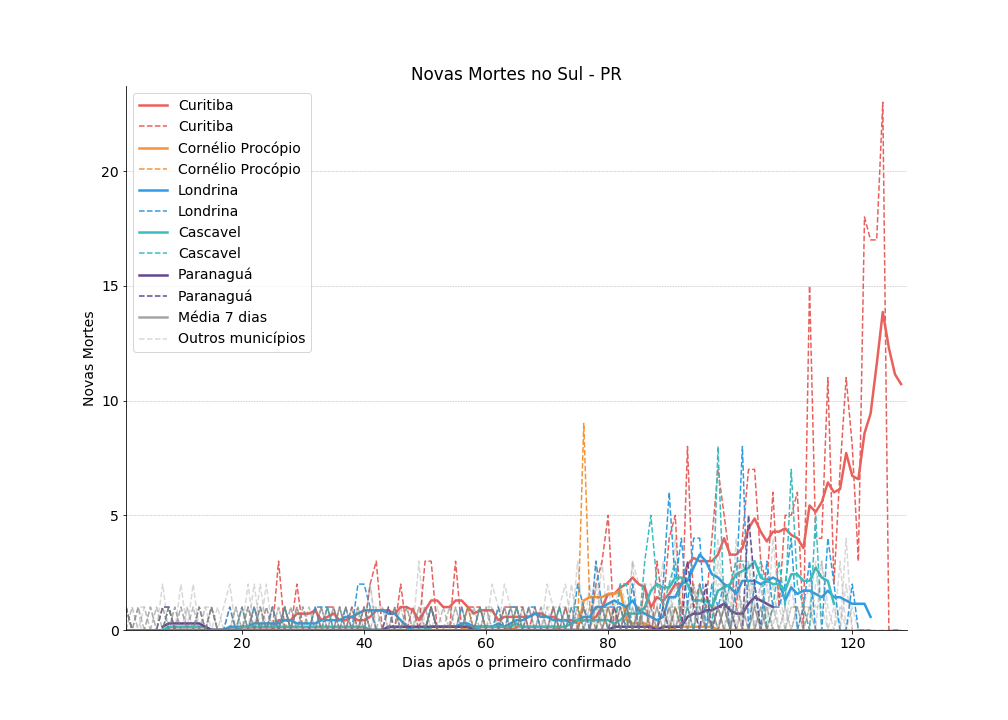 Novas Mortes no Sul - PR
Curitiba
Curitiba
Cornélio Procópio
Cornélio Procópio
Londrina
Londrina
Cascavel
Cascavel
Paranaguá
Paranaguá
Média 7 dias
Outros municípios
Novas Mortes
20
15
10
5
0
20 40 60 80 100 120
Dias após o primeiro confirmado